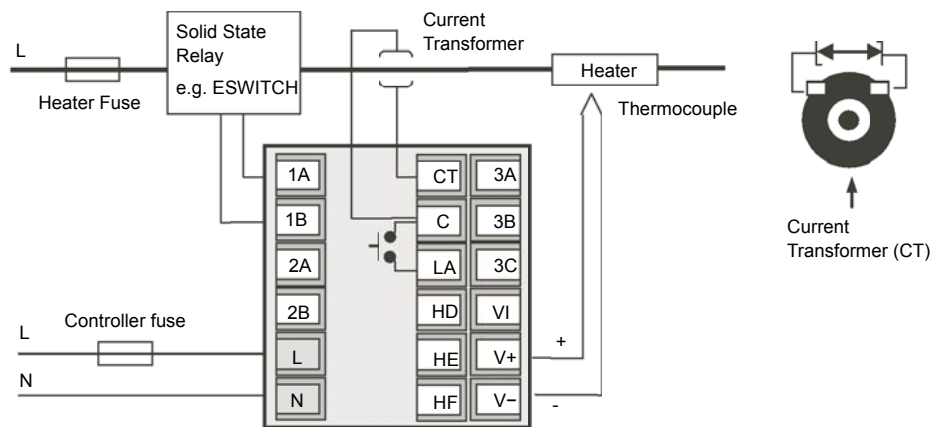 L
Heater Fuse
Solid State
Relay
e.g. ESWITCH
Current
Transformer
Heater
Thermocouple
1A
1B
2A
2B
L
N
CT
C
LA
HD
HE
HF
3A
3B
3C
VI
V+
V−
L
Controller fuse
N
+
-
Current
Transformer (CT)